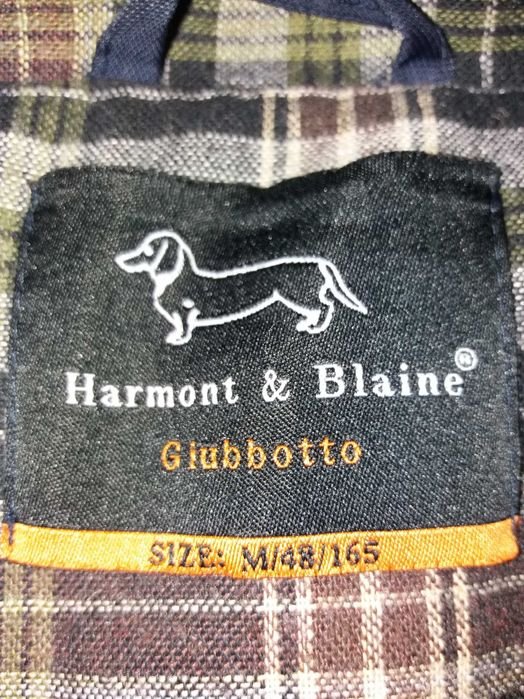 Harmont & Blaine®
Giubbotto
SIZE: M/48/165